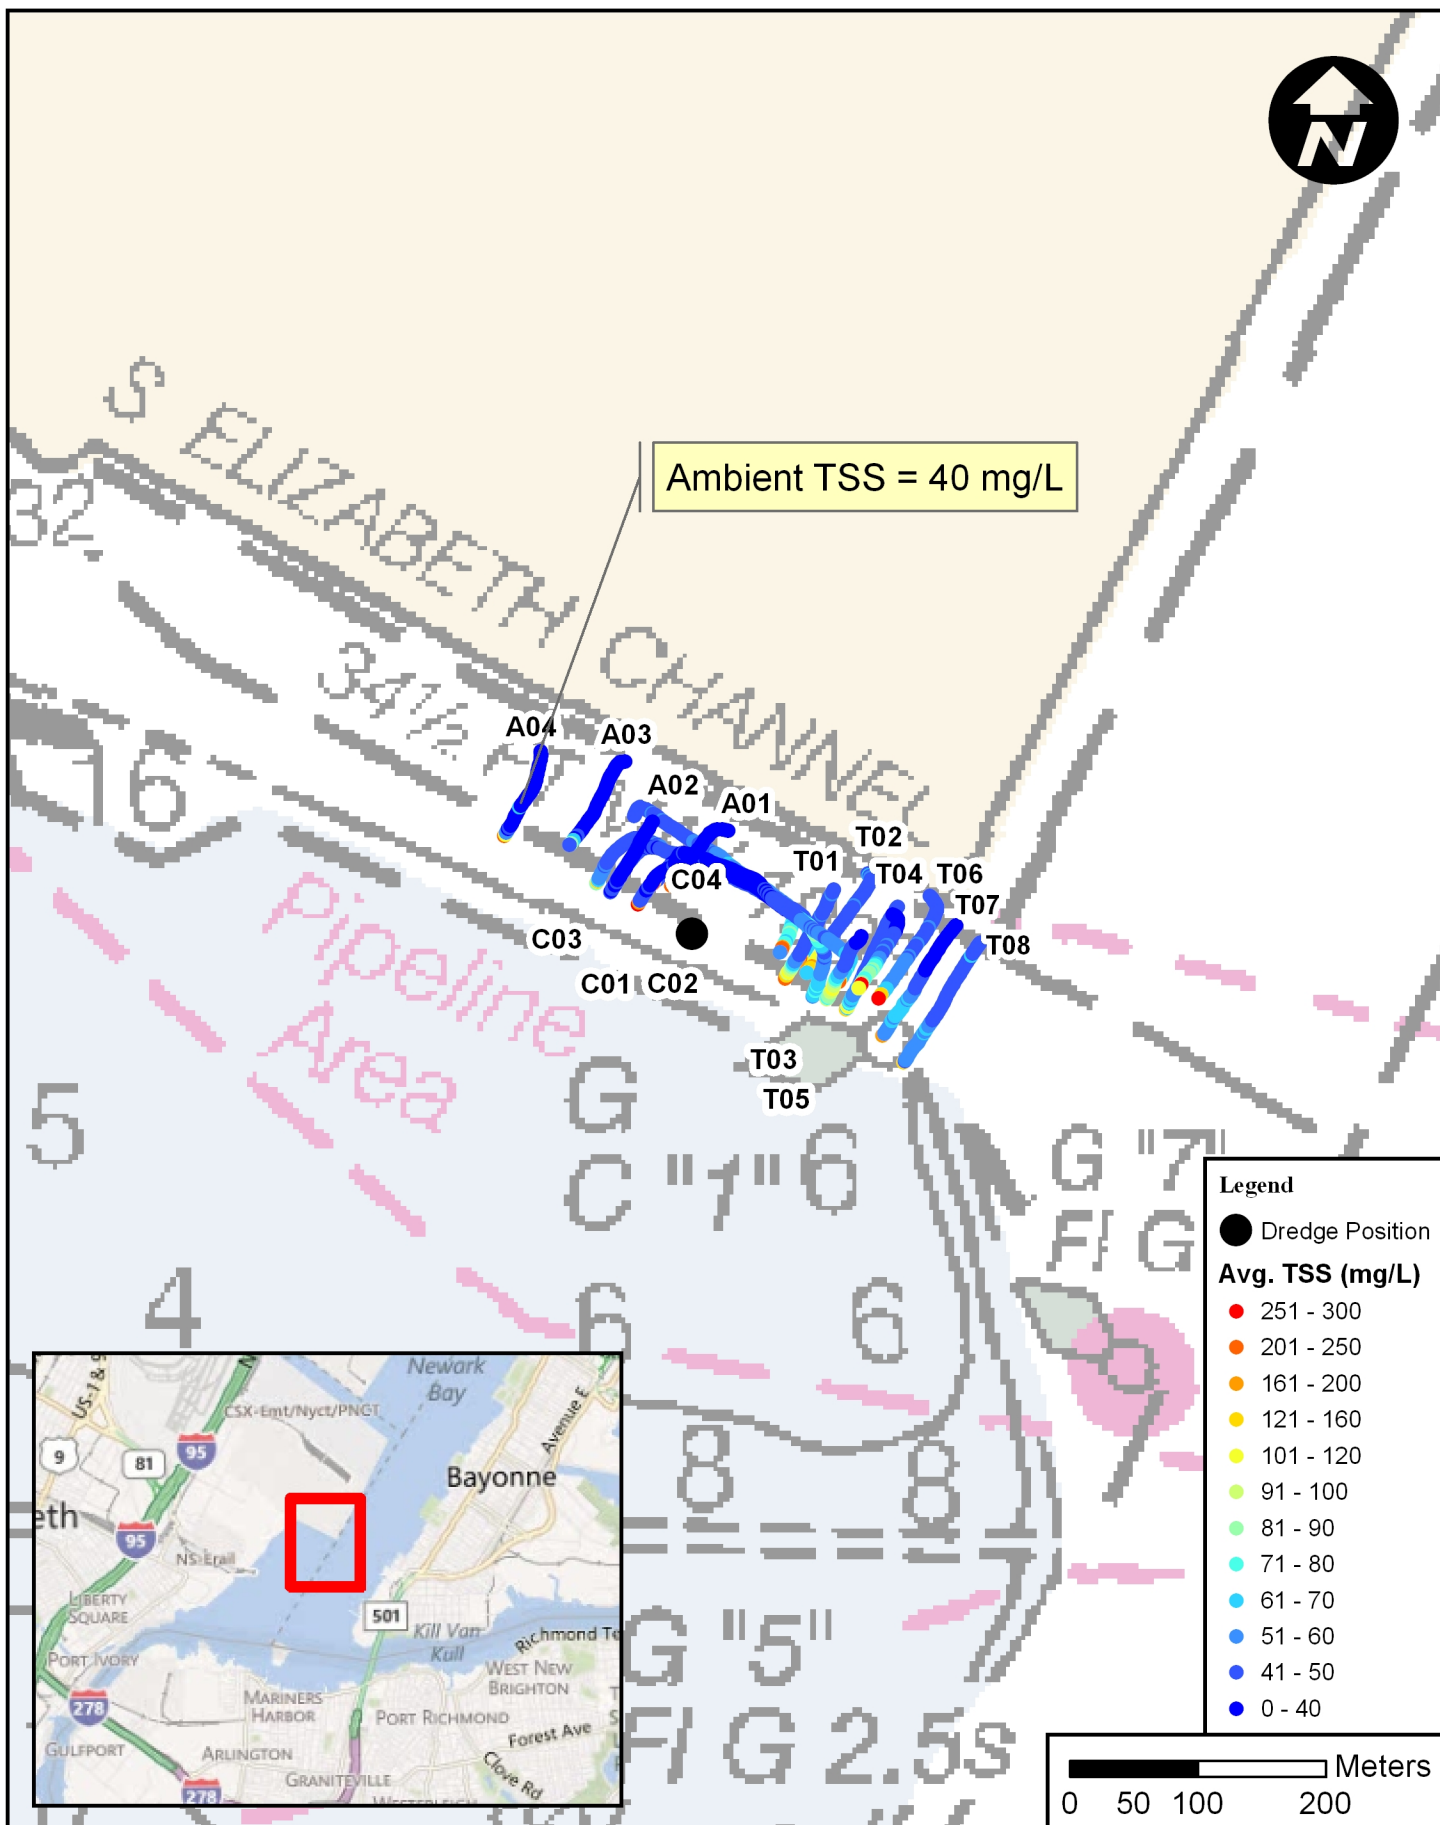 N
S ELIZABETH CHANNEL
Ambient TSS = 40 mg/L
32
34½ FT
16
A04
A03
A02
A01
T02
T01
T04
T06
T07
T08
C04
C03
C01
C02
T03
T05
Pipeline
Area
G
C "1"
6
5
4
6
6
8
8
G "7"
Fl G
G "5"
Fl G 2.5s
Legend
Dredge Position
Avg. TSS (mg/L)
251 - 300
201 - 250
161 - 200
121 - 160
101 - 120
91 - 100
81 - 90
71 - 80
61 - 70
51 - 60
41 - 50
0 - 40
Meters
0 50 100 200
Newark
Bay
US-1 & 9
CSX-Emt/Nyct/PNCT
Avenue E
9
81
95
Bayonne
eth
95
NS-Erail
LIBERTY
SQUARE
501
Kill Van
Kull
Richmond Te
PORT IVORY
WEST NEW
BRIGHTON
MARINERS
HARBOR
PORT RICHMOND
278
Forest Ave
GULFPORT
ARLINGTON
Clove Rd
GRANITEVILLE
278
WESTERLEIGH